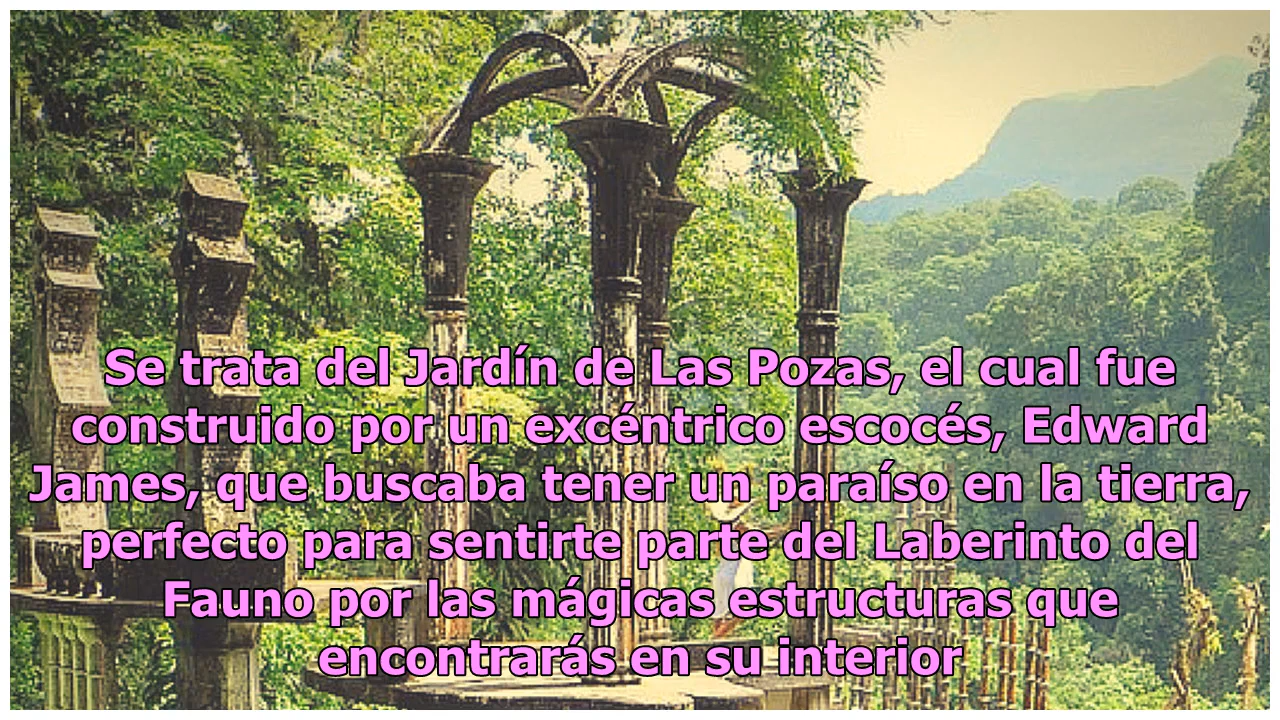 Se trata del Jardín de Las Pozas, el cual fue
construido por un excéntrico escocés, Edward
James, que buscaba tener un paraíso en la tierra,
perfecto para sentirte parte del Laberinto del
Fauno por las mágicas estructuras que
encontrarás en su interior